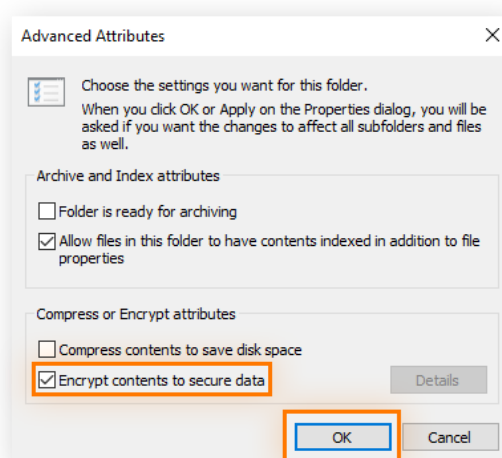 Advanced Attributes
Choose the settings you want for this folder.
When you click OK or Apply on the Properties dialog, you will be
asked if you want the changes to affect all subfolders and files
as well.
Archive and Index attributes
Folder is ready for archiving
Allow files in this folder to have contents indexed in addition to file
properties
Compress or Encrypt attributes
Compress contents to save disk space
Encrypt contents to secure data
Details
OK
Cancel